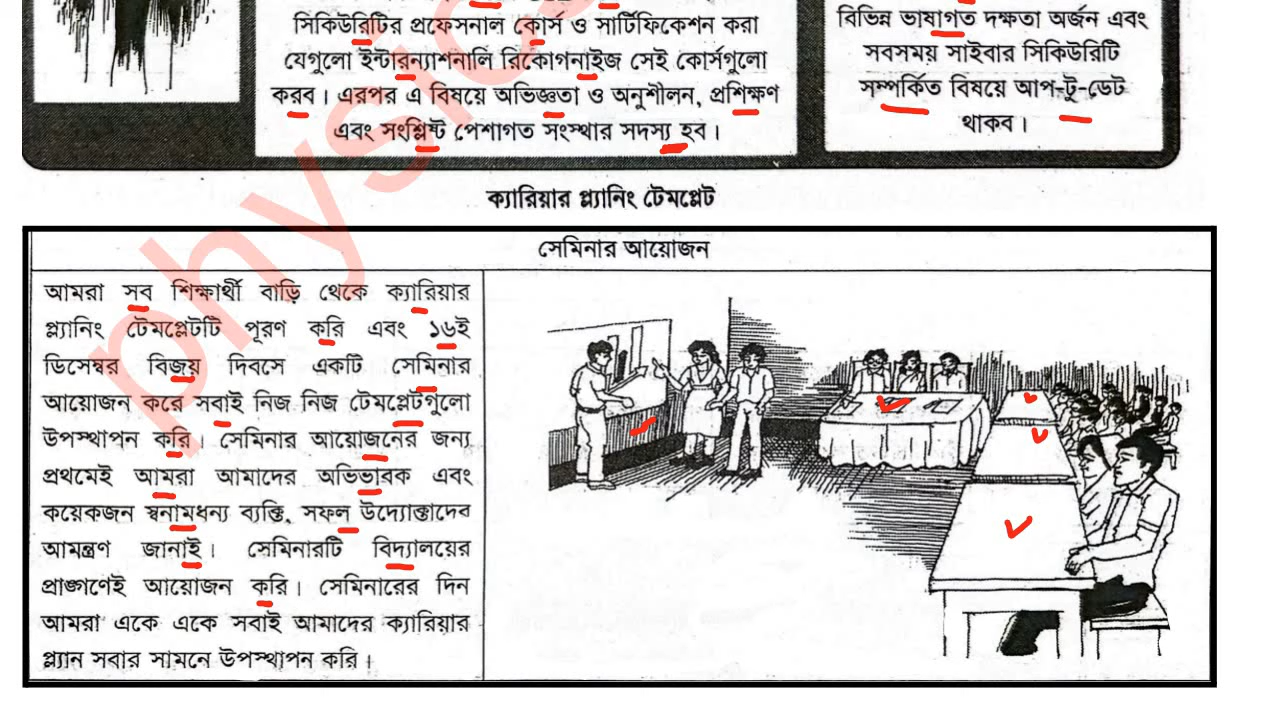 সিকিউরিটির প্রফেসনাল কোর্স ও সার্টিফিকেশন করা
যেগুলো ইন্টারন্যাশনালি রিকোগনাইজ সেই কোর্সগুলো
করব। এরপর এ বিষয়ে অভিজ্ঞতা ও অনুশীলন, প্রশিক্ষণ
এবং সংশ্লিষ্ট পেশাগত সংস্থার সদস্য হব।
বিভিন্ন ভাষাগত দক্ষতা অর্জন এবং
সবসময় সাইবার সিকিউরিটি
সম্পর্কিত বিষয়ে আপ-টু-ডেট
থাকব।
ক্যারিয়ার প্ল্যানিং টেমপ্লেট
সেমিনার আয়োজন
আমরা সব শিক্ষার্থী বাড়ি থেকে ক্যারিয়ার
প্ল্যানিং টেমপ্লেটটি পূরণ করি এবং ১৬ই
ডিসেম্বর বিজয় দিবসে একটি সেমিনার
আয়োজন করে সবাই নিজ নিজ টেমপ্লেটগুলো
উপস্থাপন করি। সেমিনার আয়োজনের জন্য
প্রথমেই আমরা আমাদের অভিভাবক এবং
কয়েকজন স্বনামধন্য ব্যক্তি, সফল উদ্যোক্তাদের
আমন্ত্রণ জানাই। সেমিনারটি বিদ্যালয়ের
প্রাঙ্গণেই আয়োজন করি। সেমিনারের দিন
আমরা একে একে সবাই আমাদের ক্যারিয়ার
প্ল্যান সবার সামনে উপস্থাপন করি।
physic